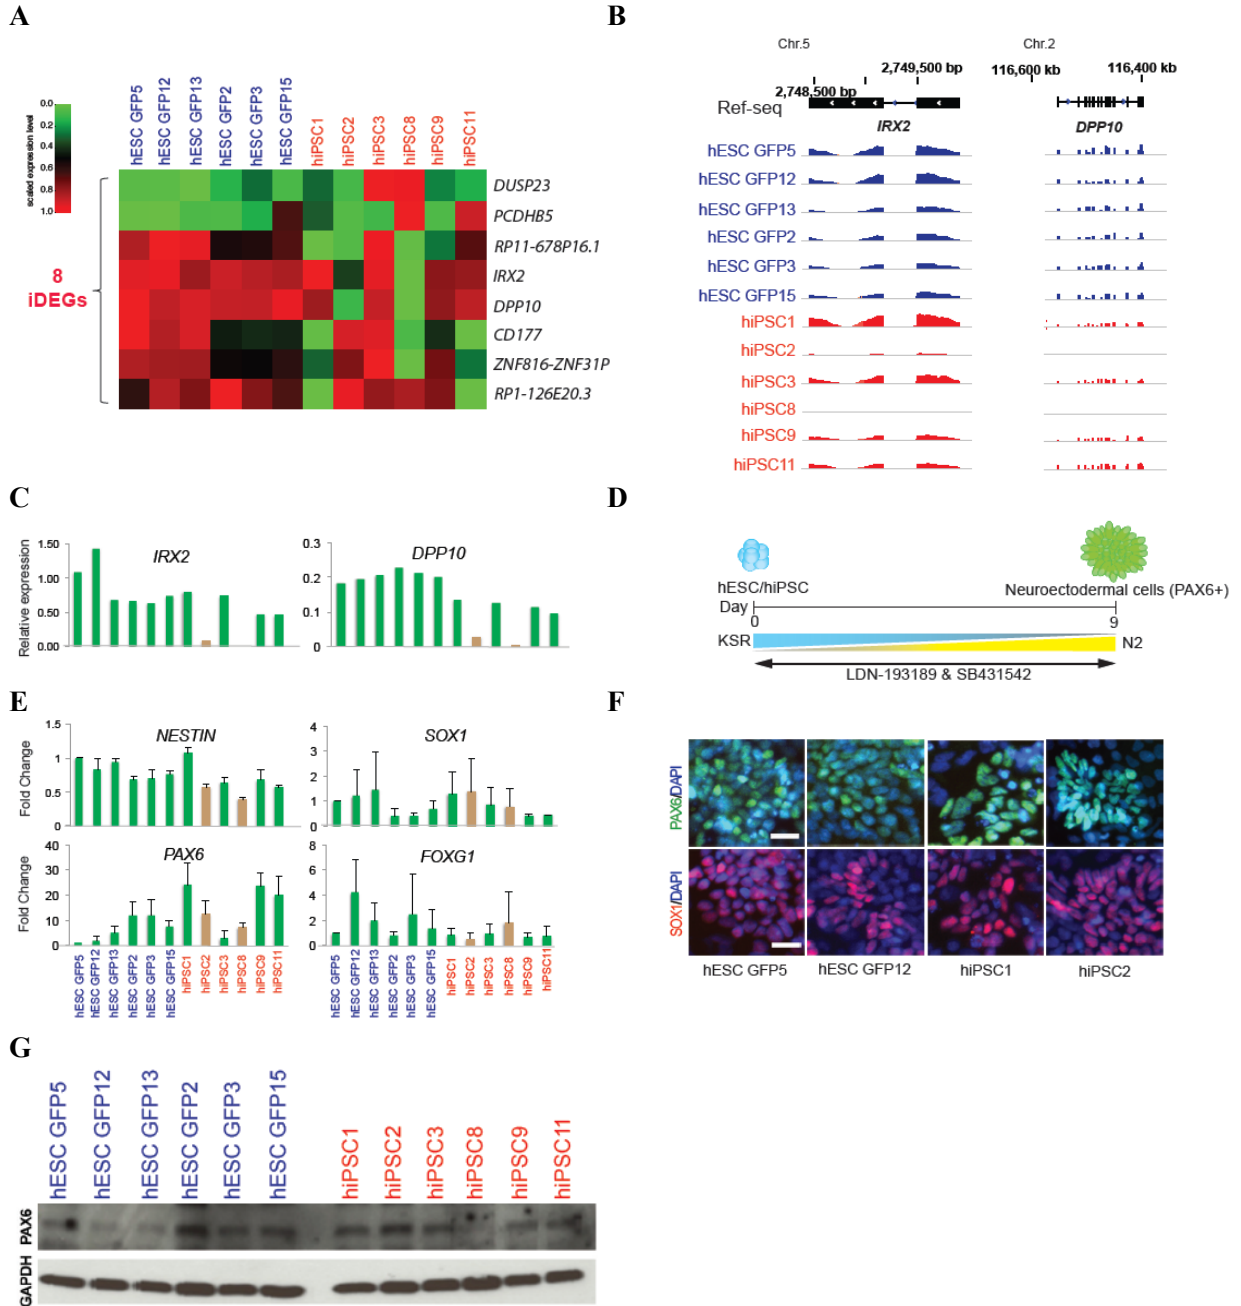 A
hESC GFP5
hESC GFP12
hESC GFP13
hESC GFP2
hESC GFP3
hESC GFP15
hiPSC1
hiPSC2
hiPSC3
hiPSC8
hiPSC9
hiPSC11
scaled expression level
0.0
0.2
0.4
0.6
0.8
1.0
8
iDEGs
DUSP23
PCDHB5
RP11-678P16.1
IRX2
DPP10
CD177
ZNF816-ZNF31P
RP1-126E20.3
B
Chr.5
Chr.2
2,749,500 bp
116,600 kb
116,400 kb
2,748,500 bp
Ref-seq
IRX2
DPP10
hESC GFP5
hESC GFP12
hESC GFP13
hESC GFP2
hESC GFP3
hESC GFP15
hiPSC1
hiPSC2
hiPSC3
hiPSC8
hiPSC9
hiPSC11
C
Relative expression
1.50
1.00
0.50
0.00
IRX2
0.3
0.2
0.1
0
DPP10
D
hESC/hiPSC
Neuroectodermal cells (PAX6+)
Day
0
9
KSR
N2
LDN-193189 & SB431542
E
Fold Change
1.5
1
0.5
0
NESTIN
4
3
2
1
0
SOX1
Fold Change
40
30
20
10
0
PAX6
8
6
4
2
0
FOXG1
hESC GFP5
hESC GFP12
hESC GFP13
hESC GFP2
hESC GFP3
hESC GFP15
hiPSC1
hiPSC2
hiPSC3
hiPSC8
hiPSC9
hiPSC11
hESC GFP5
hESC GFP12
hESC GFP13
hESC GFP2
hESC GFP3
hESC GFP15
hiPSC1
hiPSC2
hiPSC3
hiPSC8
hiPSC9
hiPSC11
F
PAX6/DAPI
SOX1/DAPI
hESC GFP5
hESC GFP12
hiPSC1
hiPSC2
G
hESC GFP5
hESC GFP12
hESC GFP13
hESC GFP2
hESC GFP3
hESC GFP15
hiPSC1
hiPSC2
hiPSC3
hiPSC8
hiPSC9
hiPSC11
PAX6
GAPDH